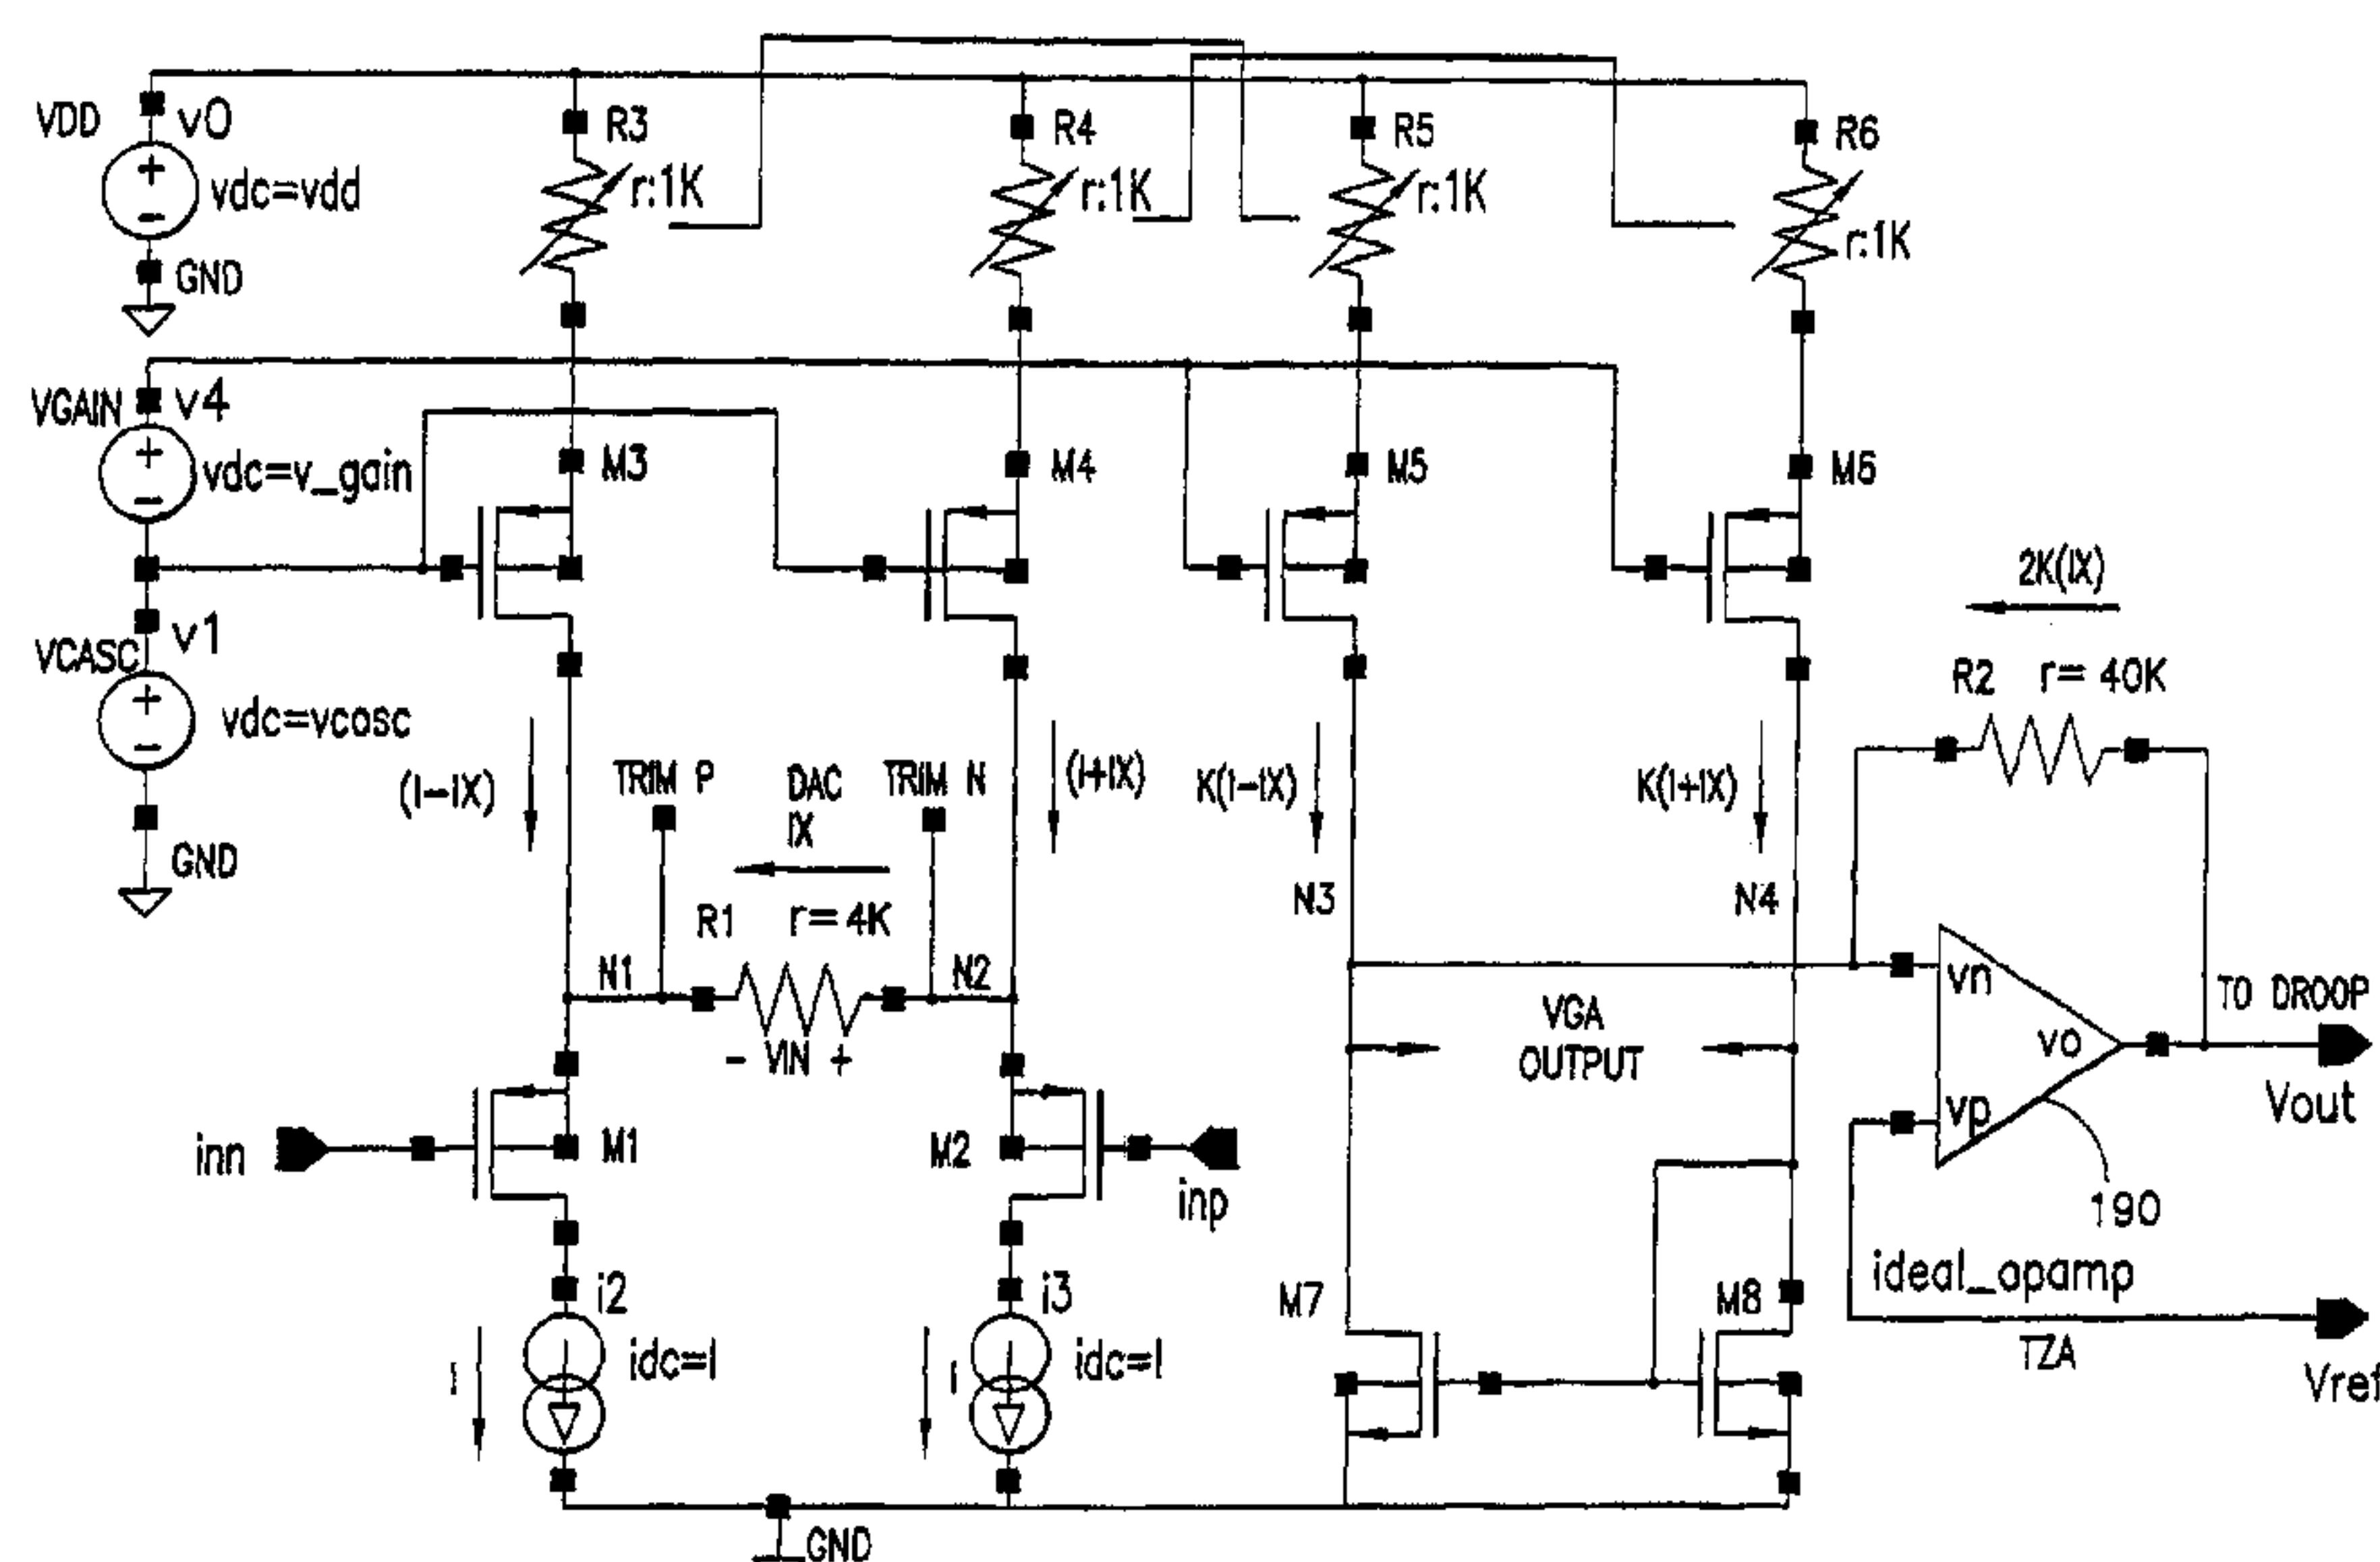 VDD
v0
vdc=vdd
GND
R3
r:1K
R4
r:1K
R5
r:1K
R6
r:1K
VGAIN
v4
vdc=v_gain
M3
M4
M5
M6
VCASC
v1
vdc=vcasc
GND
(I-IX)
TRIM P
DAC
IX
TRIM N
(I+IX)
K(I-IX)
K(I+IX)
2K(IX)
R2 r= 40K
R1 r= 4K
N1
N2
N3
N4
- VIN +
VGA
OUTPUT
vn
vo
vp
TO DROOP
Vout
190
inn
M1
M2
inp
i2
idc=I
I
i3
idc=I
I
M7
M8
ideal_opamp
TZA
Vref
GND